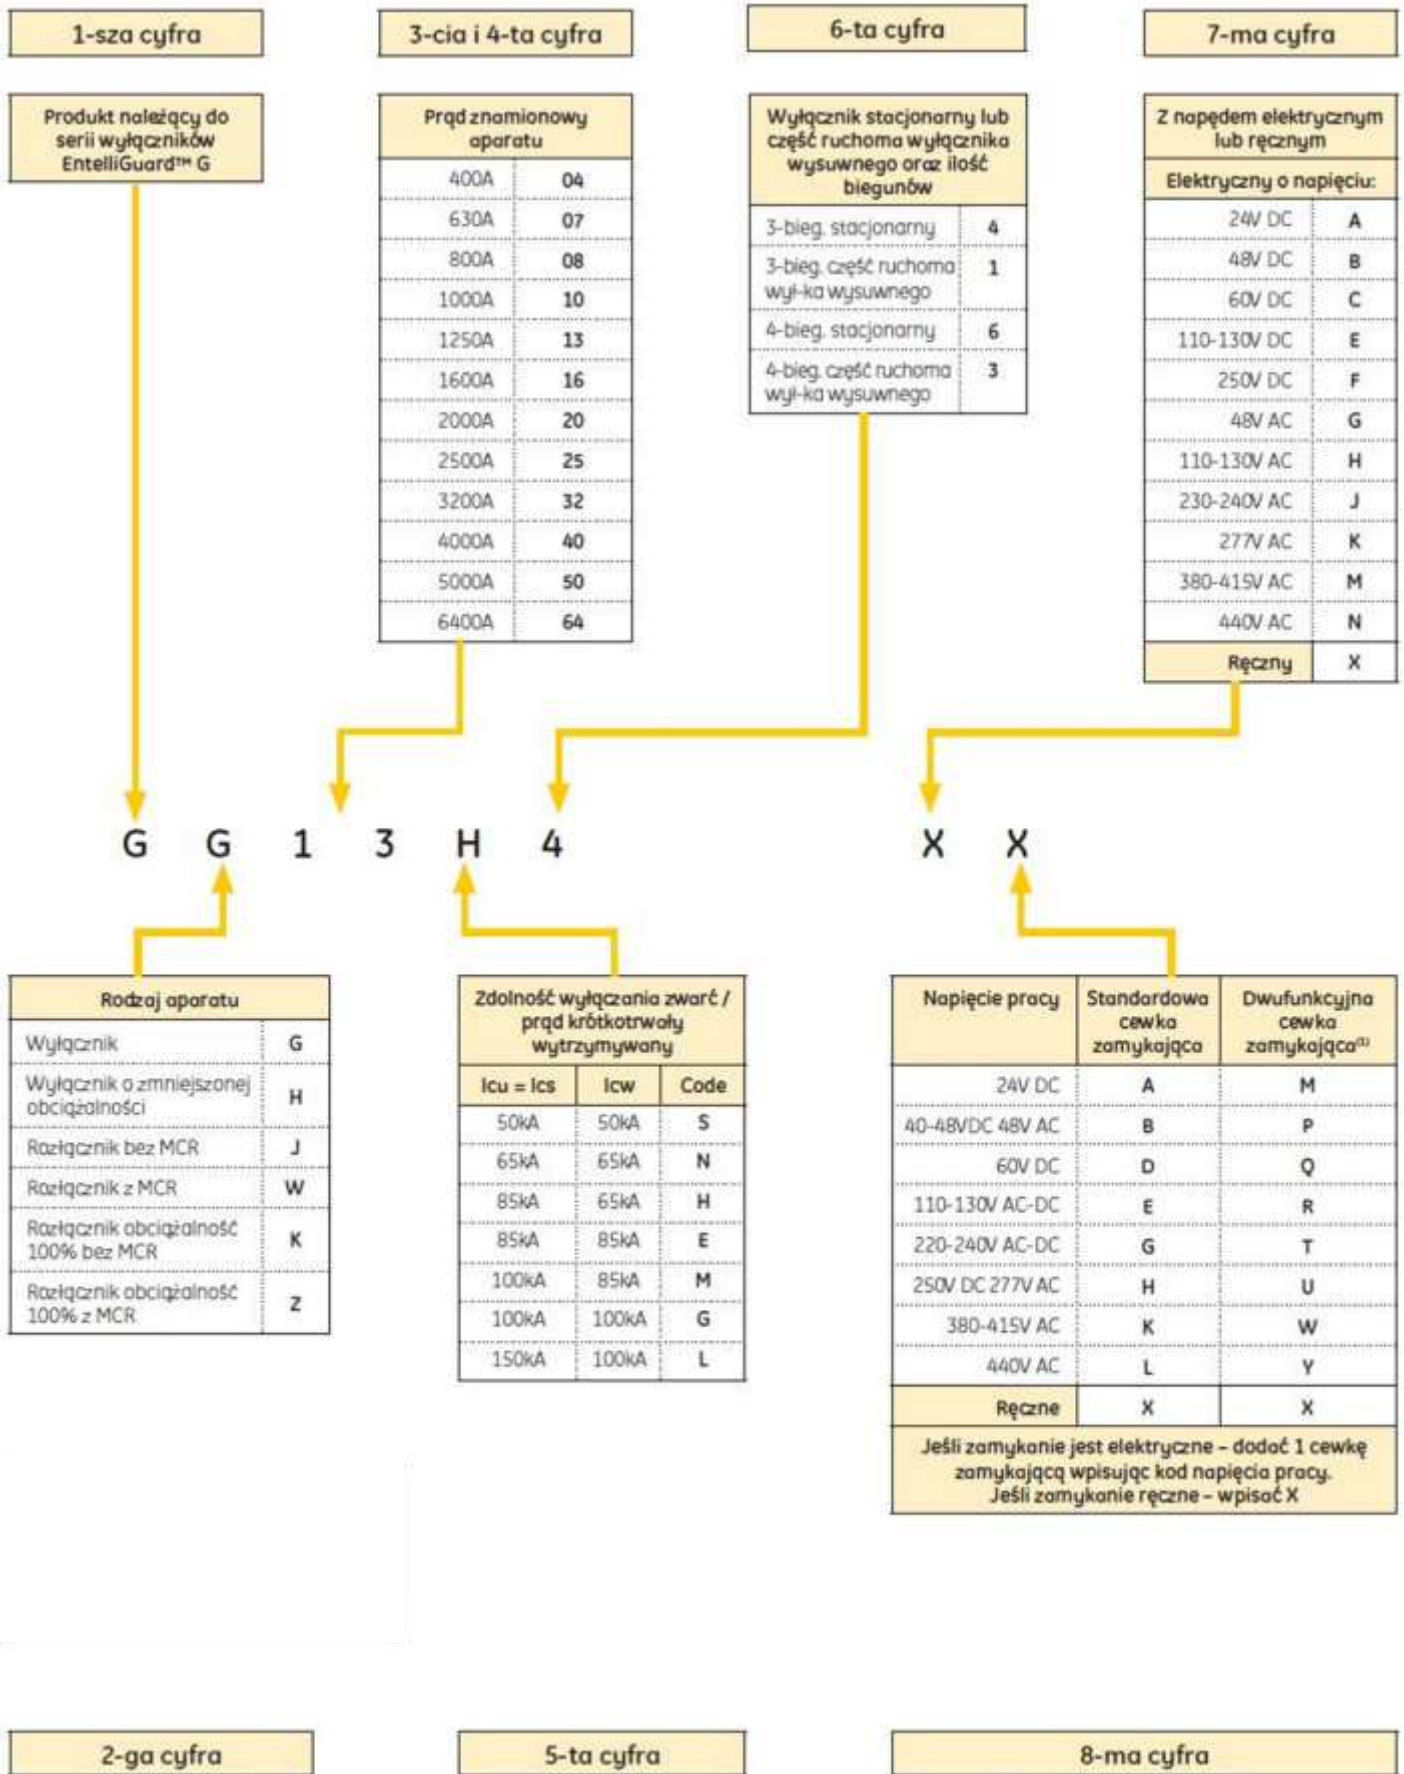 1-sza cyfra
3-cia i 4-ta cyfra
6-ta cyfra
7-ma cyfra
Produkt należący do
serii wyłączników
EntelliGuard™ G
Prąd znamionowy
aparatu
400A 04
630A 07
800A 08
1000A 10
1250A 13
1600A 16
2000A 20
2500A 25
3200A 32
4000A 40
5000A 50
6400A 64
Wyłącznik stacjonarny lub
część ruchoma wyłącznika
wysuwnego oraz ilość
biegunów
3-bieg. stacjonarny 4
3-bieg. część ruchoma 1
wył-ka wysuwnego
4-bieg. stacjonarny 6
4-bieg. część ruchoma 3
wył-ka wysuwnego
Z napędem elektrycznym
lub ręcznym
Elektryczny o napięciu:
24V DC A
48V DC B
60V DC C
110-130V DC E
250V DC F
48V AC G
110-130V AC H
230-240V AC J
277V AC K
380-415V AC M
440V AC N
Ręczny X
G G 1 3 H 4 X X
Rodzaj aparatu
Wyłącznik G
Wyłącznik o zmniejszonej
obciążalności H
Rozłącznik bez MCR J
Rozłącznik z MCR W
Rozłącznik obciążalność
100% bez MCR K
Rozłącznik obciążalność
100% z MCR Z
Zdolność wyłączania zwarć /
prąd krótkotrwały
wytrzymywany
Icu = Ics Icw Code
50kA 50kA S
65kA 65kA N
85kA 65kA H
85kA 85kA E
100kA 85kA M
100kA 100kA G
150kA 100kA L
Napięcie pracy
Standardowa
cewka
zamykająca
Dwufunkcyjna
cewka
zamykająca⁽¹⁾
24V DC A M
40-48VDC 48V AC B P
60V DC D Q
110-130V AC-DC E R
220-240V AC-DC G T
250V DC 277V AC H U
380-415V AC K W
440V AC L Y
Ręczne X X
Jeśli zamykanie jest elektryczne – dodać 1 cewkę
zamykającą wpisując kod napięcia pracy.
Jeśli zamykanie ręczne – wpisać X
2-ga cyfra
5-ta cyfra
8-ma cyfra